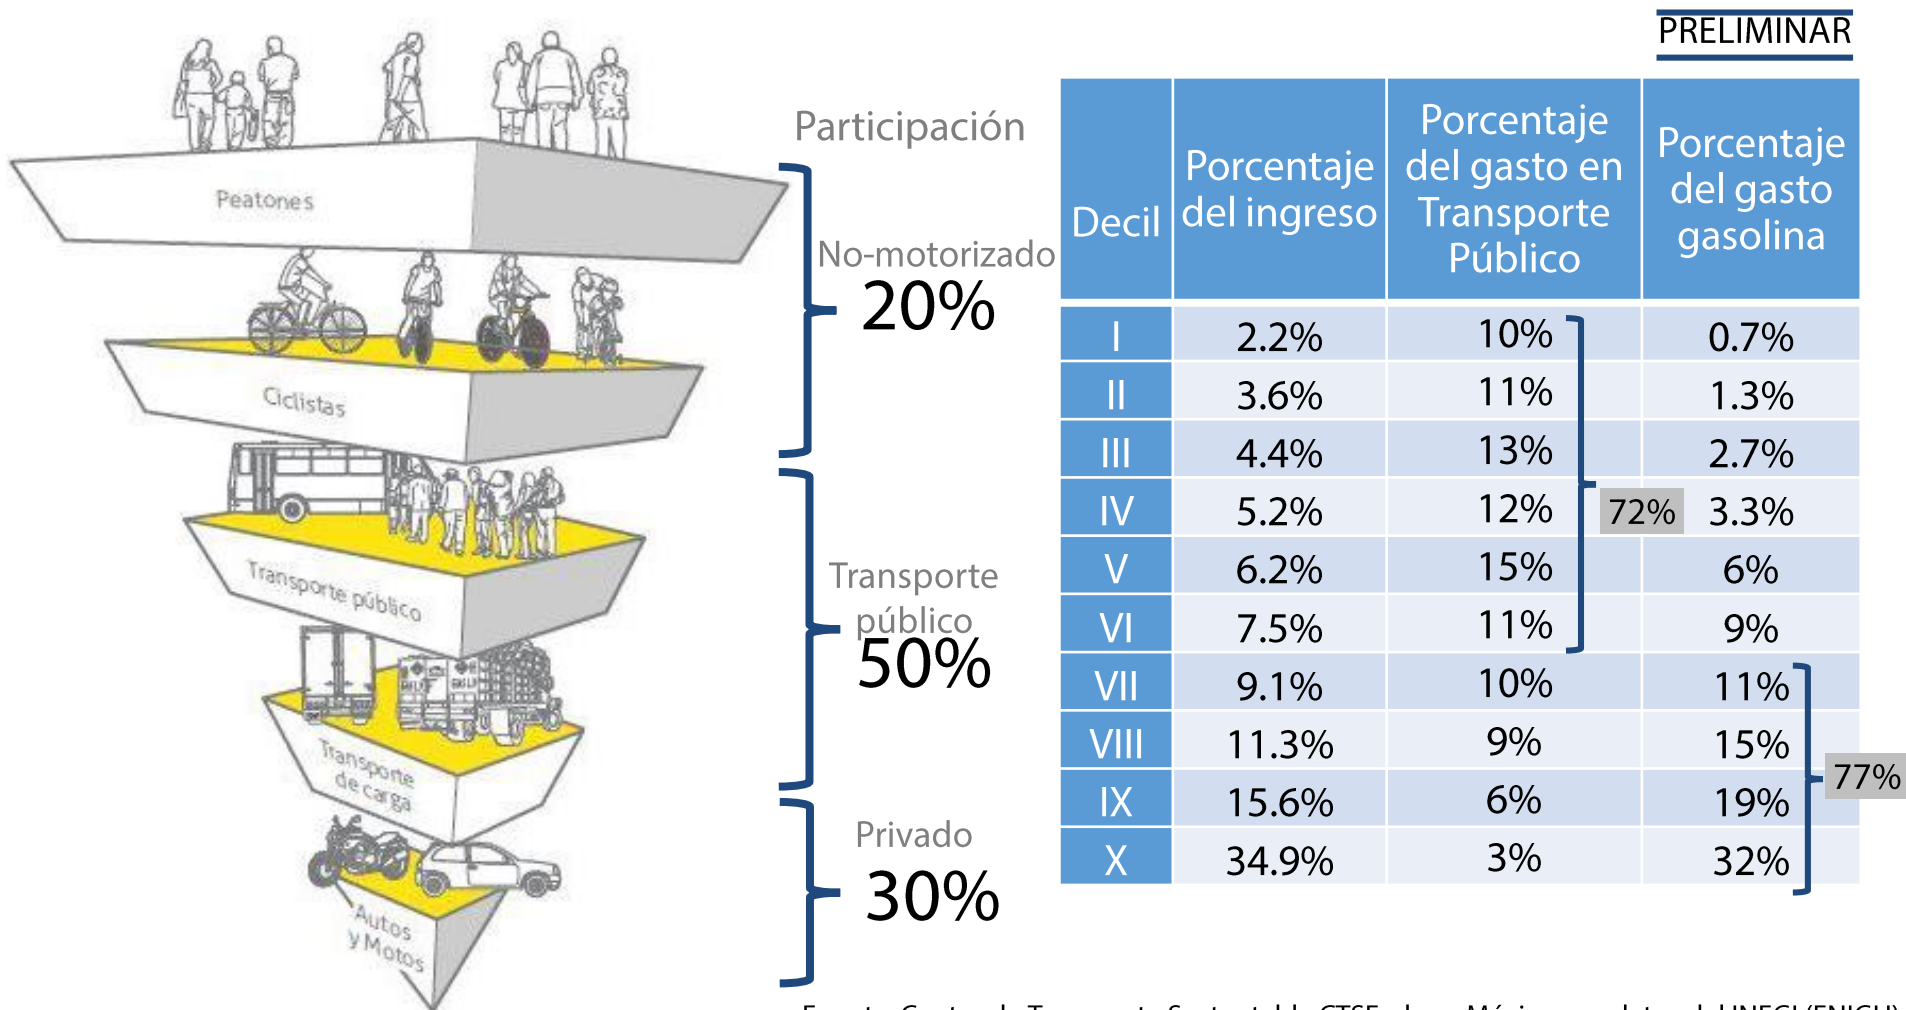 PRELIMINAR
Peatones
Ciclistas
Transporte público
Transporte
de carga
Autos
y Motos
Participación
No-motorizado
20%
Transporte
público
50%
Privado
30%
Decil
Porcentaje
del ingreso
Porcentaje
del gasto en
Transporte
Público
Porcentaje
del gasto
gasolina
I 2.2% 10% 0.7%
II 3.6% 11% 1.3%
III 4.4% 13% 2.7%
IV 5.2% 12% 3.3%
V 6.2% 15% 6%
VI 7.5% 11% 9%
VII 9.1% 10% 11%
VIII 11.3% 9% 15%
IX 15.6% 6% 19%
X 34.9% 3% 32%
72%
77%